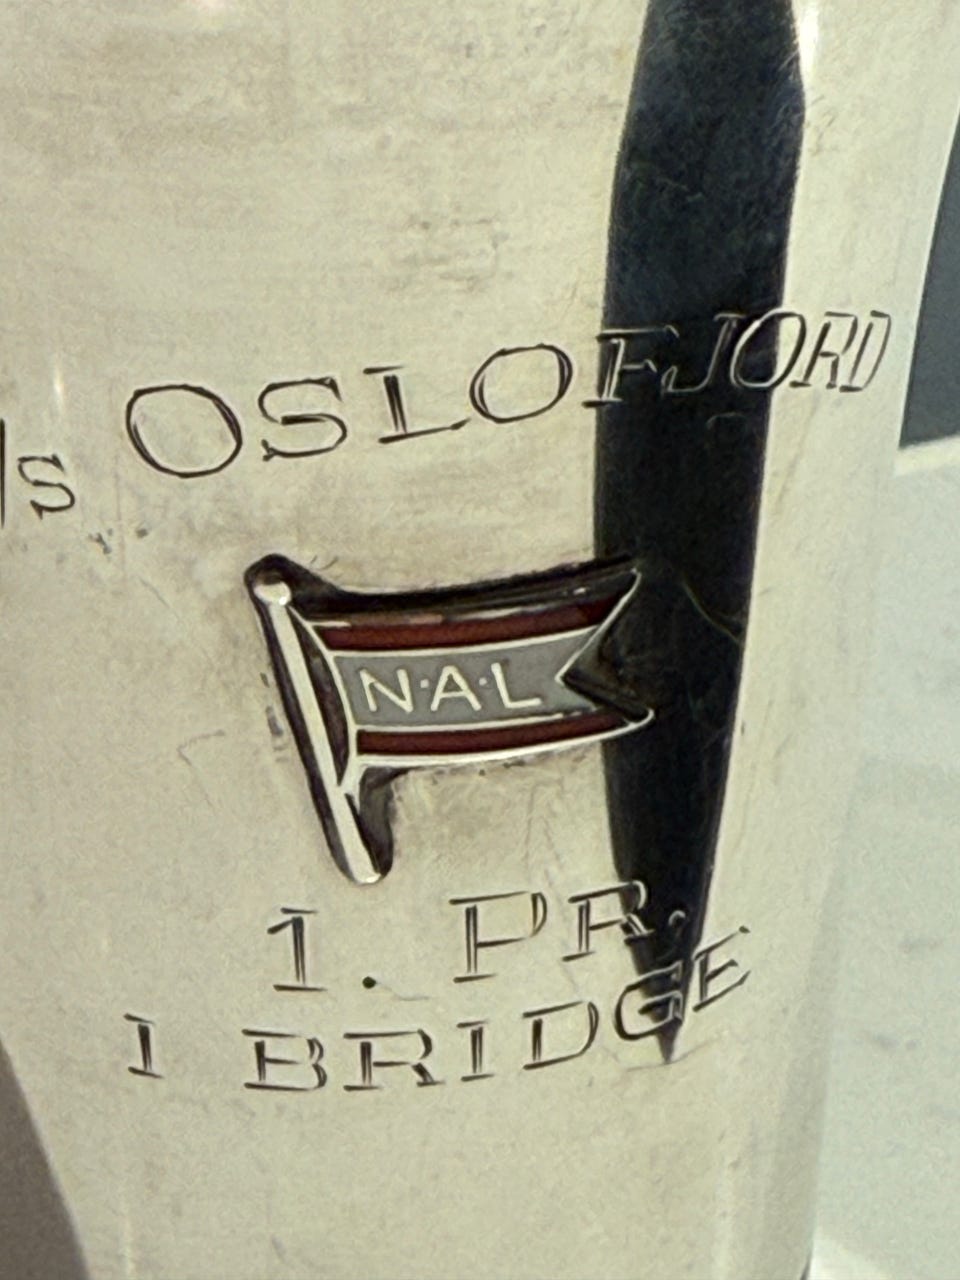 /s OSLOFJORD
N·A·L
1. PR.
I BRIDGE